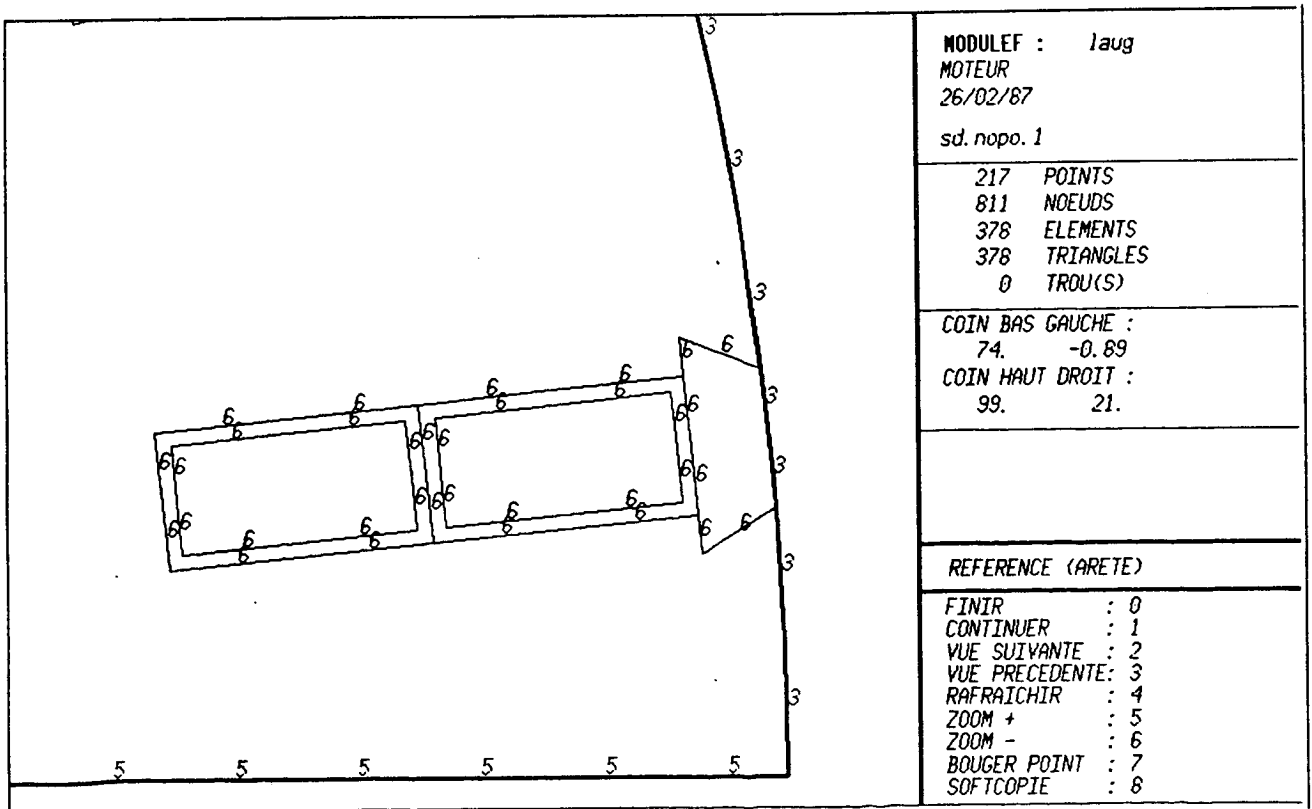 MODULEF : laug
MOTEUR
26/02/87
sd. nopo. 1
217 POINTS
811 NOEUDS
378 ELEMENTS
378 TRIANGLES
0 TROU(S)
COIN BAS GAUCHE :
74. -0.89
COIN HAUT DROIT :
99. 21.
REFERENCE (ARETE)
FINIR : 0
CONTINUER : 1
VUE SUIVANTE : 2
VUE PRECEDENTE: 3
RAFRAICHIR : 4
ZOOM + : 5
ZOOM - : 6
BOUGER POINT : 7
SOFTCOPIE : 8
3
3
3
6 6
3
6 6 6 6
6 6 6 6
6 6 6 6 6 6
3
6 6 6 6 6 6
6 6 6 6
6 6 6 6
6 6
3
3
5 5 5 5 5 5